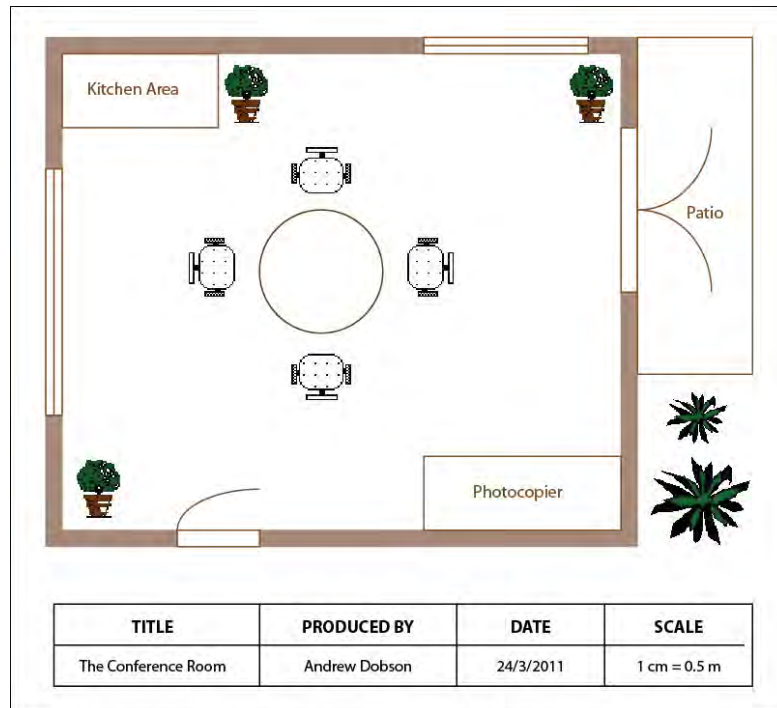 Kitchen Area
Patio
Photocopier
TITLE PRODUCED BY DATE SCALE
The Conference Room Andrew Dobson 24/3/2011 1 cm = 0.5 m